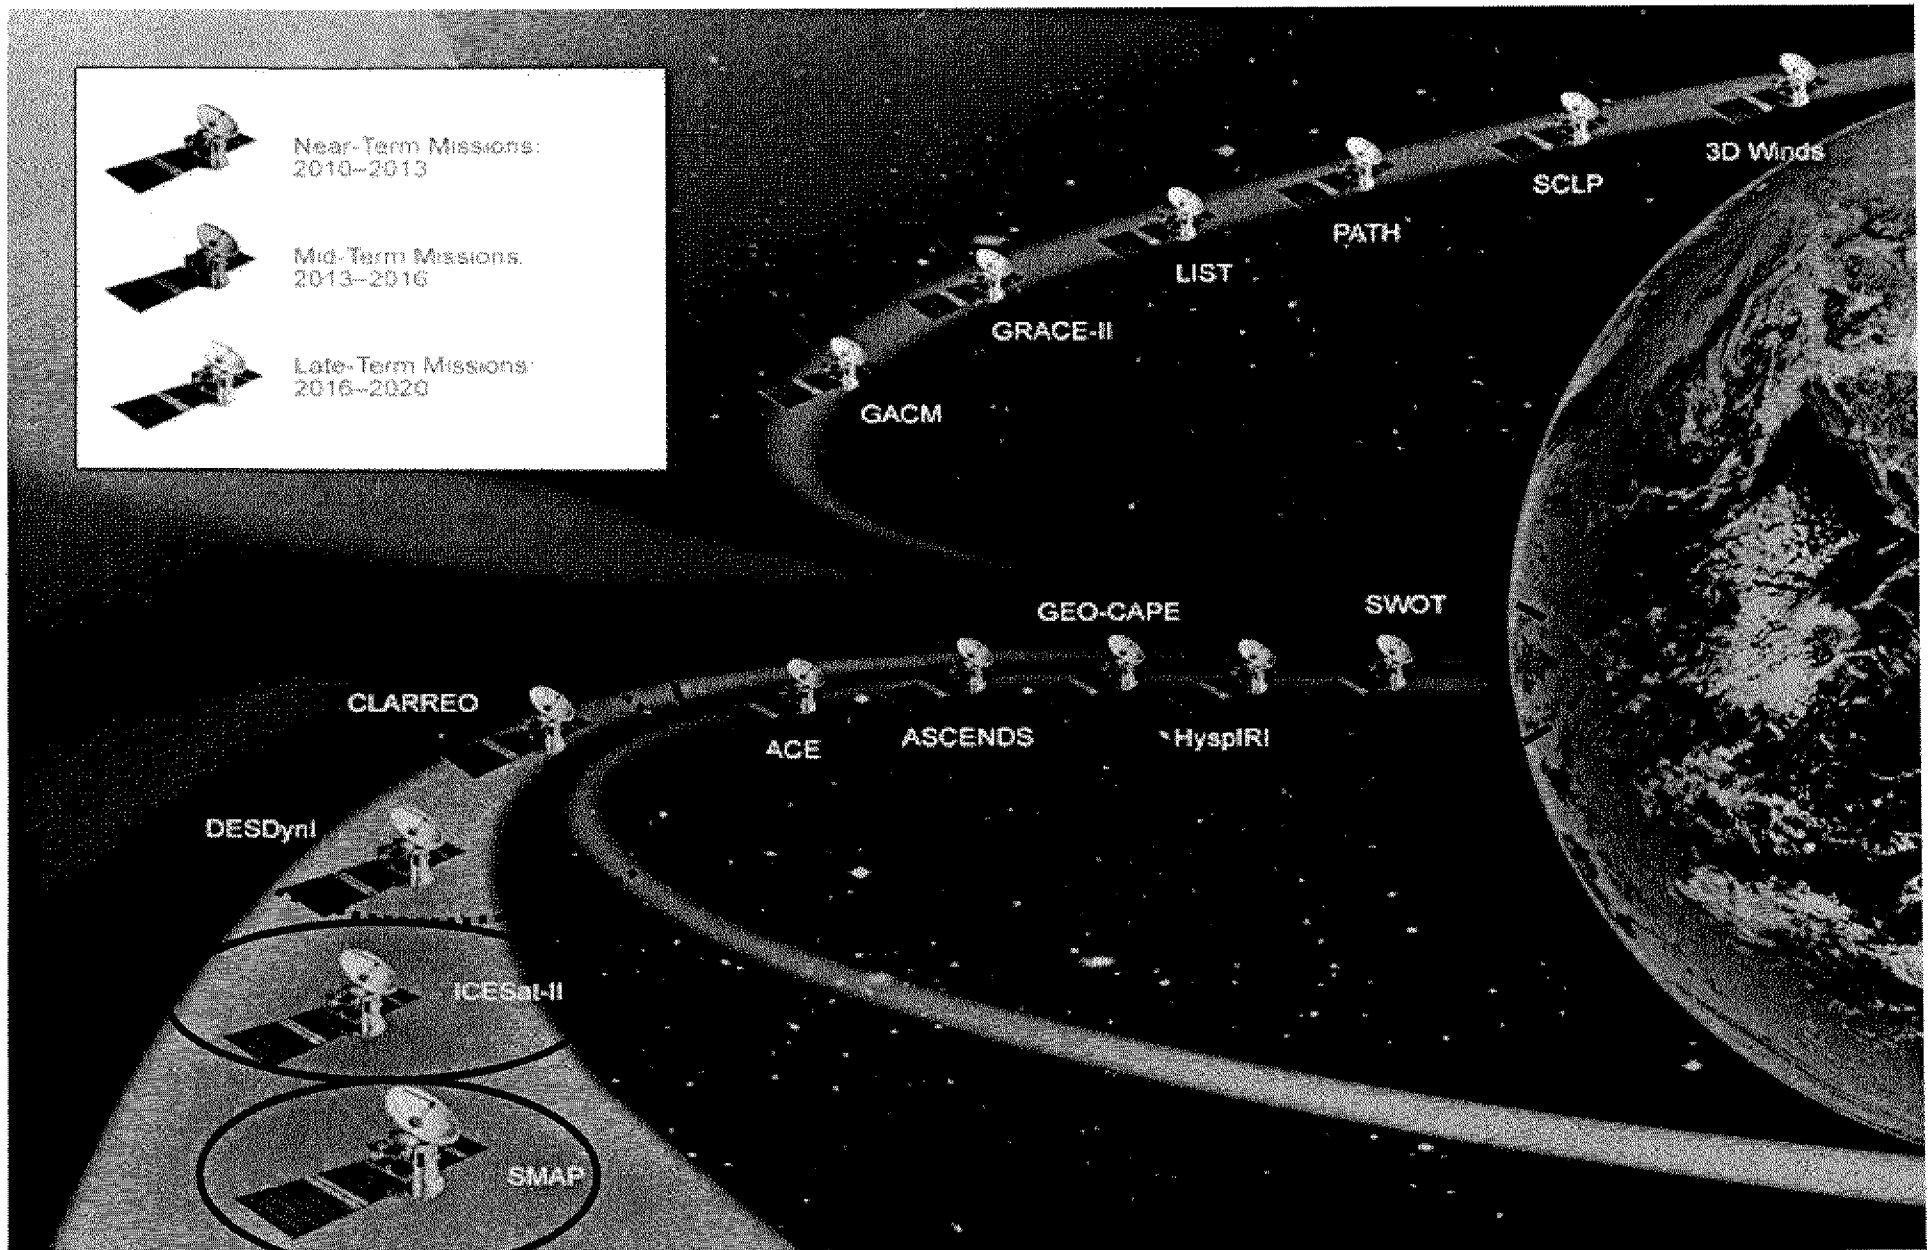 Near-Term Missions:
2010–2013
Mid-Term Missions:
2013–2016
Late-Term Missions:
2016–2020
3D Winds
SCLP
PATH
LIST
GRACE-II
GACM
SWOT
GEO-CAPE
HyspIRI
ASCENDS
ACE
CLARREO
DESDynI
ICESat-II
SMAP